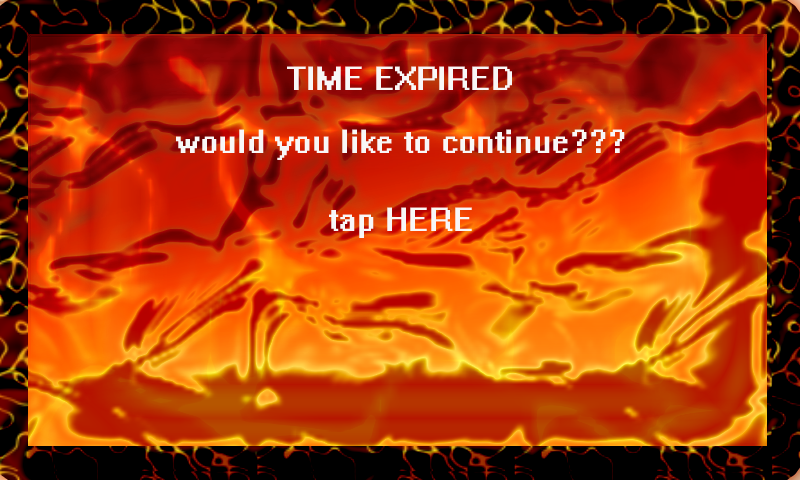 TIME EXPIRED
would you like to continue???
tap HERE